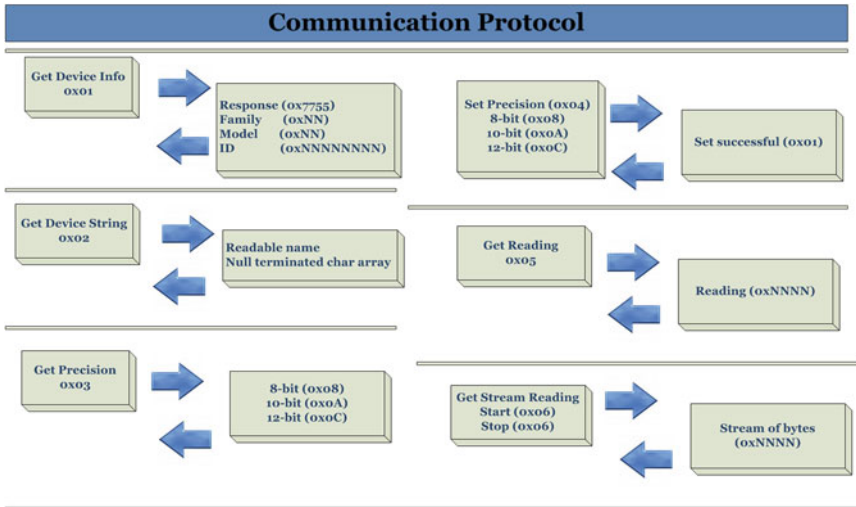 Communication Protocol
Get Device Info
0x01
Response (0x7755)
Family (0xNN)
Model (0xNN)
ID (0xNNNNNNNN)
Get Device String
0x02
Readable name
Null terminated char array
Get Precision
0x03
8-bit (0x08)
10-bit (0x0A)
12-bit (0x0C)
Set Precision (0x04)
8-bit (0x08)
10-bit (0x0A)
12-bit (0x0C)
Set successful (0x01)
Get Reading
0x05
Reading (0xNNNN)
Get Stream Reading
Start (0x06)
Stop (0x06)
Stream of bytes
(0xNNNN)